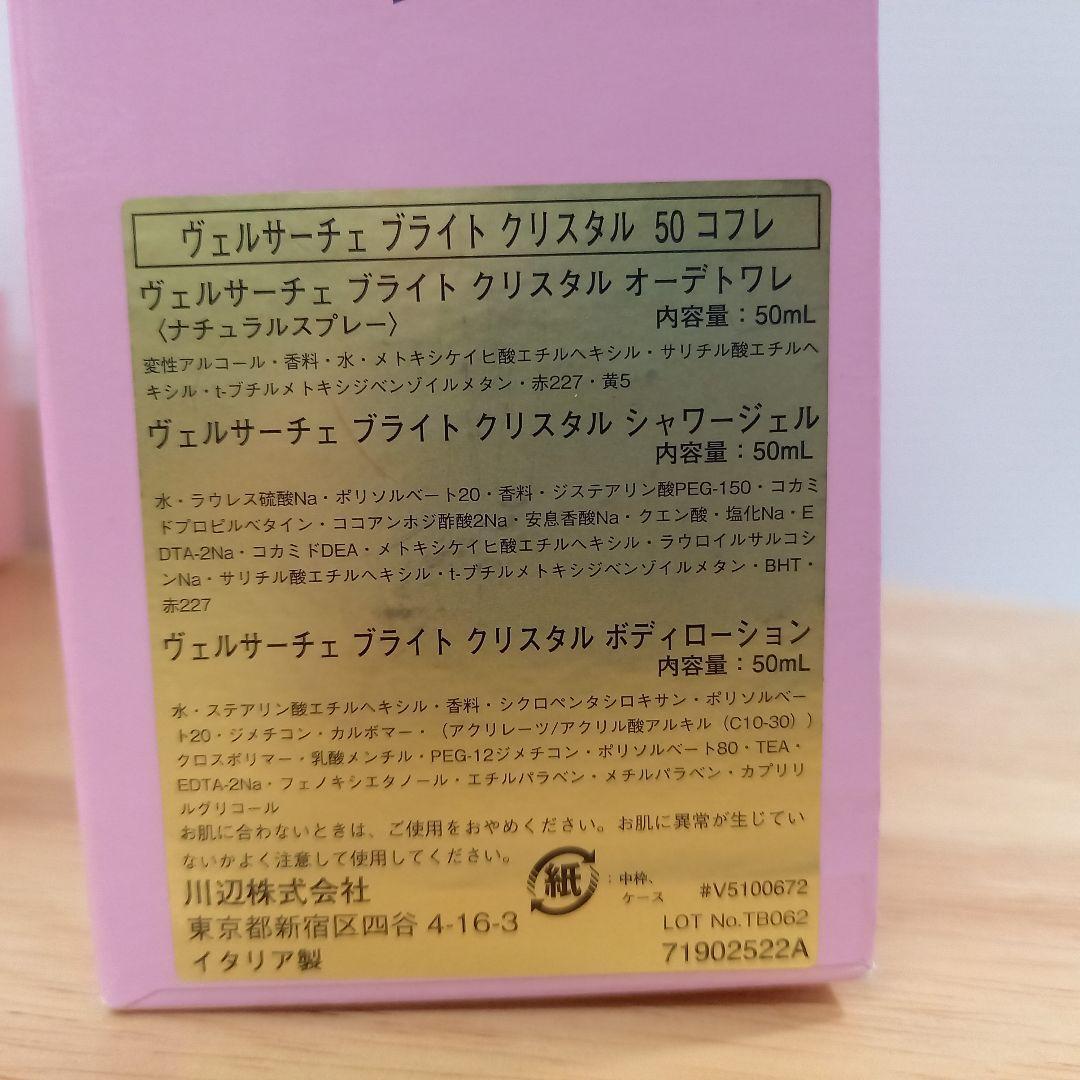 ヴェルサーチェ ブライト クリスタル 50 コフレ
ヴェルサーチェ ブライト クリスタル オーデトワレ
〈ナチュラルスプレー〉 内容量：50mL
変性アルコール・香料・水・メトキシケイヒ酸エチルヘキシル・サリチル酸エチルヘ
キシル・t-ブチルメトキシジベンゾイルメタン・赤227・黄5
ヴェルサーチェ ブライト クリスタル シャワージェル
内容量：50mL
水・ラウレス硫酸Na・ポリソルベート20・香料・ジステアリン酸PEG-150・コカミ
ドプロピルベタイン・ココアンホジ酢酸2Na・安息香酸Na・クエン酸・塩化Na・E
DTA-2Na・コカミドDEA・メトキシケイヒ酸エチルヘキシル・ラウロイルサルコシ
ンNa・サリチル酸エチルヘキシル・t-ブチルメトキシジベンゾイルメタン・BHT・
赤227
ヴェルサーチェ ブライト クリスタル ボディローション
内容量：50mL
水・ステアリン酸エチルヘキシル・香料・シクロペンタシロキサン・ポリソルベー
ト20・ジメチコン・カルボマー・（アクリレーツ/アクリル酸アルキル（C10-30））
クロスポリマー・乳酸メンチル・PEG-12ジメチコン・ポリソルベート80・TEA・
EDTA-2Na・フェノキシエタノール・エチルパラベン・メチルパラベン・カプリリ
ルグリコール
お肌に合わないときは、ご使用をおやめください。お肌に異常が生じてい
ないかよく注意して使用してください。
川辺株式会社 紙：中枠、ケース #V5100672
東京都新宿区四谷 4-16-3 LOT No.TB062
イタリア製 71902522A